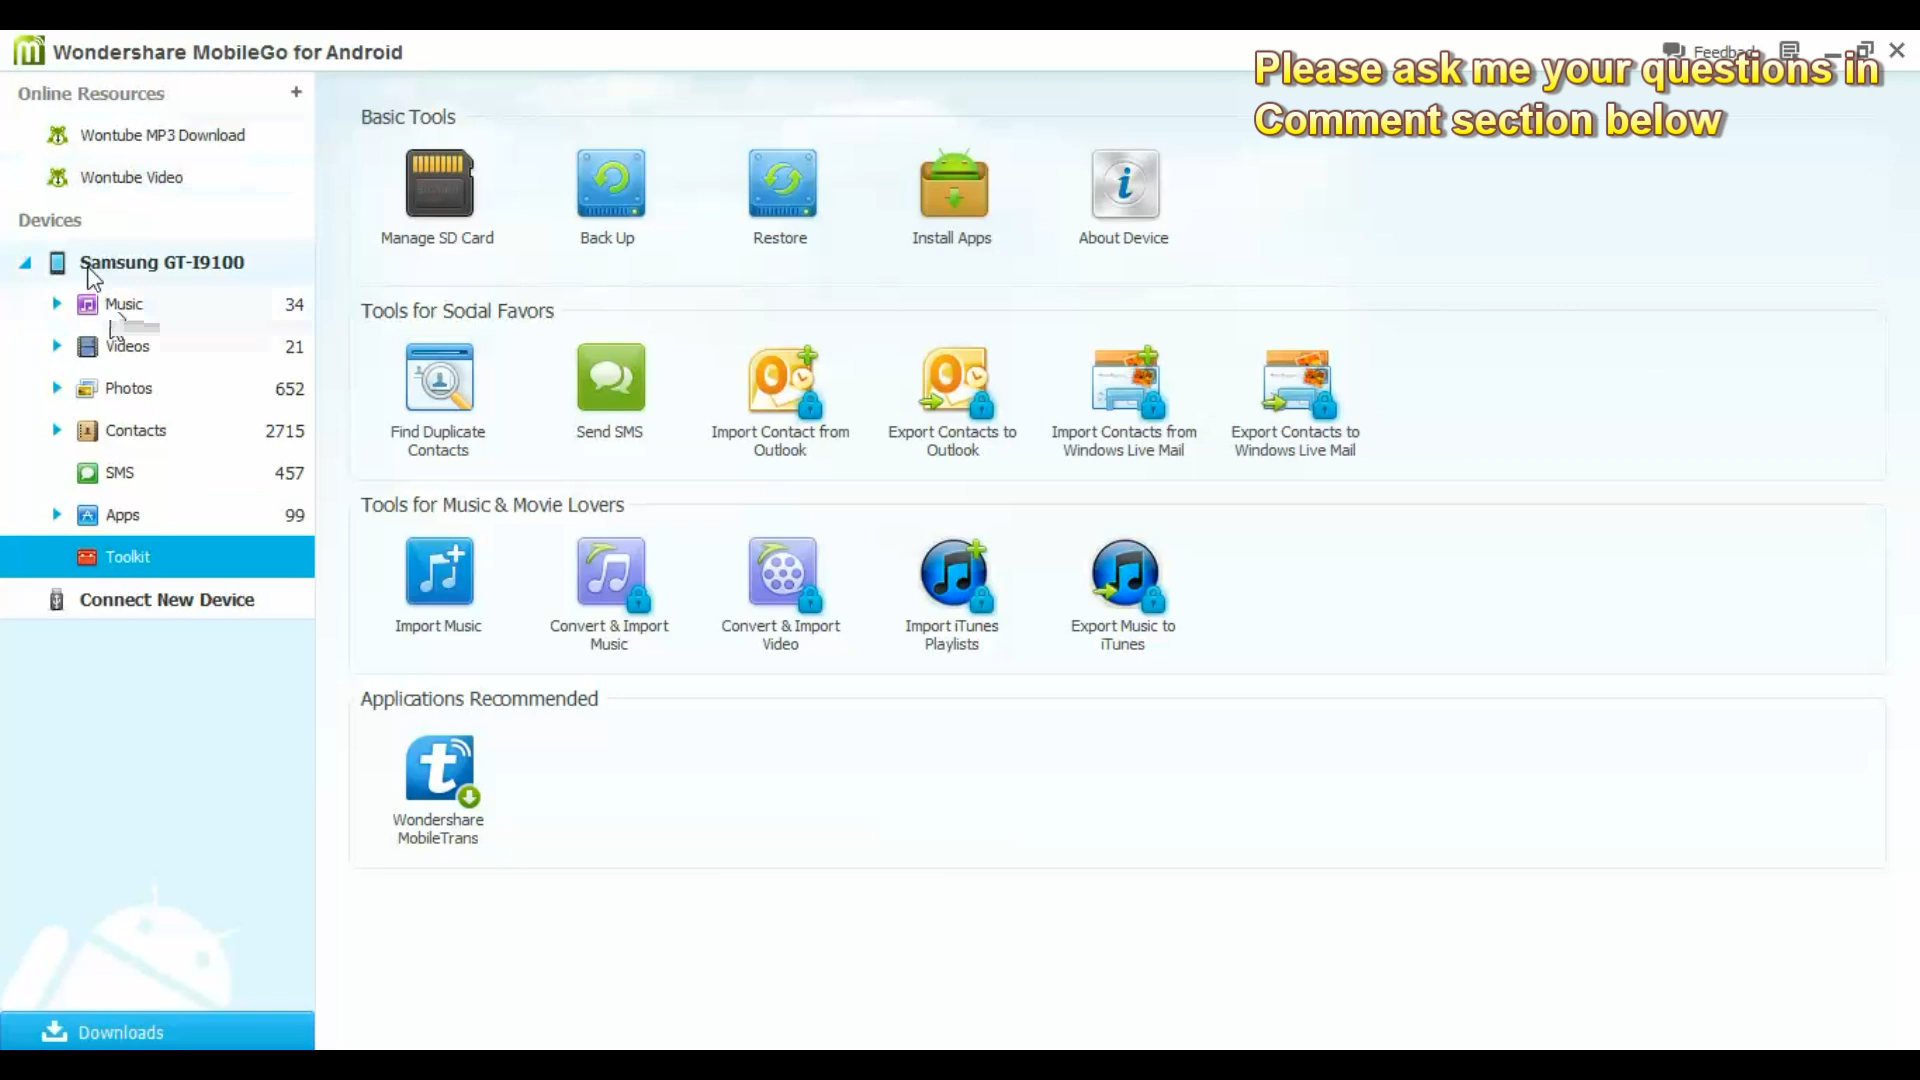 Wondershare MobileGo for Android
Please ask me your questions in
Comment section below
Online Resources
+
Wontube MP3 Download
Wontube Video
Devices
Samsung GT-I9100
Music 34
Videos 21
Photos 652
Contacts 2715
SMS 457
Apps 99
Toolkit
Connect New Device
Downloads
Basic Tools
Manage SD Card
Back Up
Restore
Install Apps
About Device
Tools for Social Favors
Find Duplicate
Contacts
Send SMS
Import Contact from
Outlook
Export Contacts to
Outlook
Import Contacts from
Windows Live Mail
Export Contacts to
Windows Live Mail
Tools for Music & Movie Lovers
Import Music
Convert & Import
Music
Convert & Import
Video
Import iTunes
Playlists
Export Music to
iTunes
Applications Recommended
Wondershare
MobileTrans